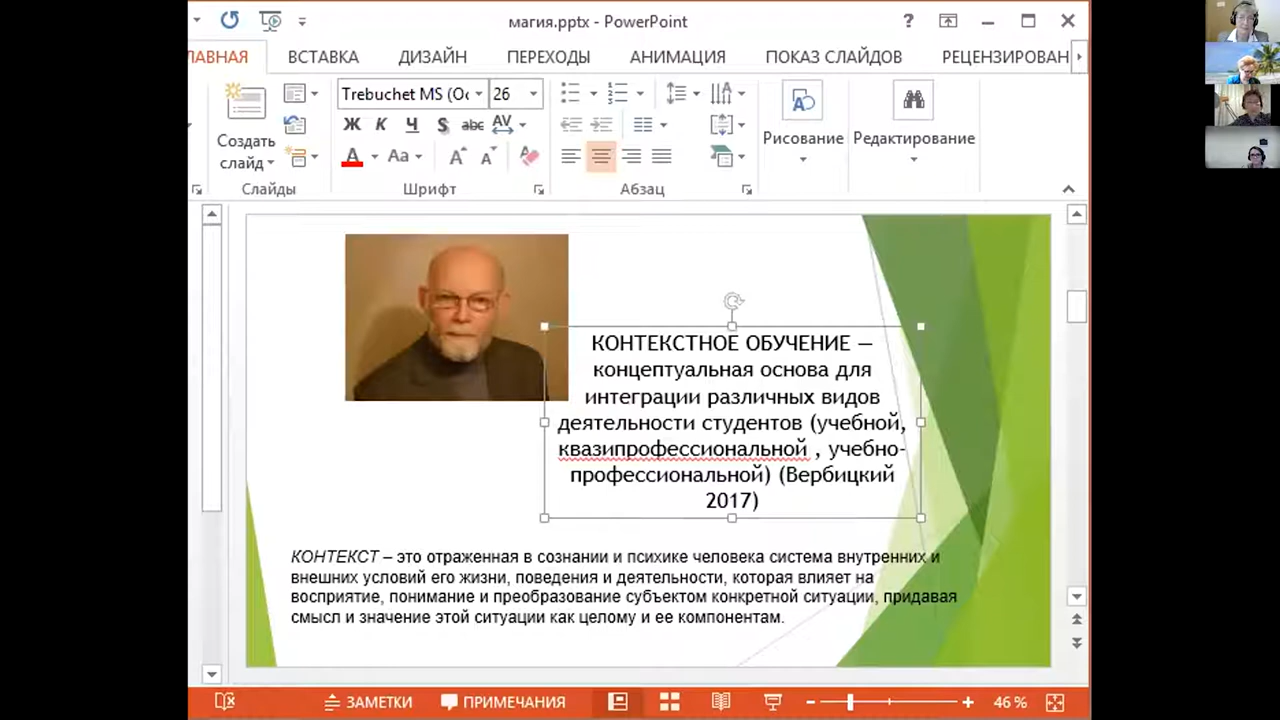 магия.pptx - PowerPoint
?
ЛАВНАЯ ВСТАВКА ДИЗАЙН ПЕРЕХОДЫ АНИМАЦИЯ ПОКАЗ СЛАЙДОВ РЕЦЕНЗИРОВАН
Trebuchet MS (Ос 26
Ж К Ч S abc AV
А Аа А А
Создать
слайд
Рисование
Редактирование
Слайды Шрифт Абзац
КОНТЕКСТНОЕ ОБУЧЕНИЕ –
концептуальная основа для
интеграции различных видов
деятельности студентов (учебной,
квазипрофессиональной , учебно-
профессиональной) (Вербицкий
2017)
КОНТЕКСТ – это отраженная в сознании и психике человека система внутренних и
внешних условий его жизни, поведения и деятельности, которая влияет на
восприятие, понимание и преобразование субъектом конкретной ситуации, придавая
смысл и значение этой ситуации как целому и ее компонентам.
ЗАМЕТКИ ПРИМЕЧАНИЯ 46 %